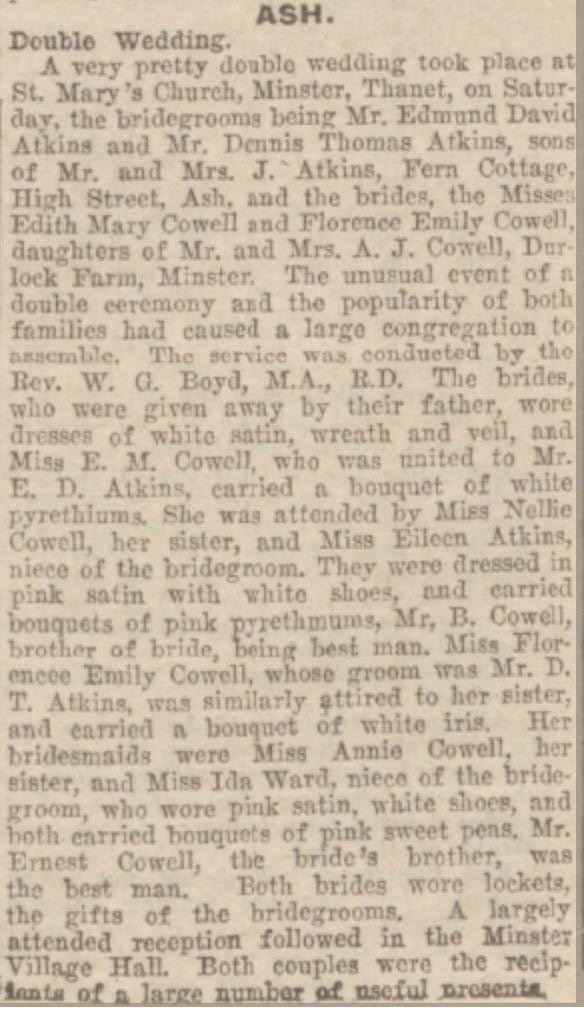 ASH.
Double Wedding.
A very pretty double wedding took place at
St. Mary's Church, Minster, Thanet, on Satur-
day, the bridegrooms being Mr. Edmund David
Atkins and Mr. Dennis Thomas Atkins, sons
of Mr. and Mrs. J. Atkins, Fern Cottage,
High Street, Ash, and the brides, the Misses
Edith Mary Cowell and Florence Emily Cowell,
daughters of Mr. and Mrs. A. J. Cowell, Dur-
lock Farm, Minster. The unusual event of a
double ceremony and the popularity of both
families had caused a large congregation to
assemble. The service was conducted by the
Rev. W. G. Boyd, M.A., R.D. The brides,
who were given away by their father, wore
dresses of white satin, wreath and veil, and
Miss E. M. Cowell, who was united to Mr.
E. D. Atkins, carried a bouquet of white
pyrethiums. She was attended by Miss Nellie
Cowell, her sister, and Miss Eileen Atkins,
niece of the bridegroom. They were dressed in
pink satin with white shoes, and carried
bouquets of pink pyrethmums, Mr, B. Cowell,
brother of bride, being best man. Miss Flor-
encee Emily Cowell, whose groom was Mr. D.
T. Atkins, was similarly attired to her sister,
and carried a bouquet of white iris. Her
bridesmaids were Miss Annie Cowell, her
sister, and Miss Ida Ward, niece of the bride-
groom, who wore pink satin, white shoes, and
both carried bouquets of pink sweet peas. Mr.
Ernest Cowell, the bride's brother, was
the best man. Both brides wore lockets,
the gifts of the bridegrooms. A largely
attended reception followed in the Minster
Village Hall. Both couples were the recip-
ients of a large number of useful presents.